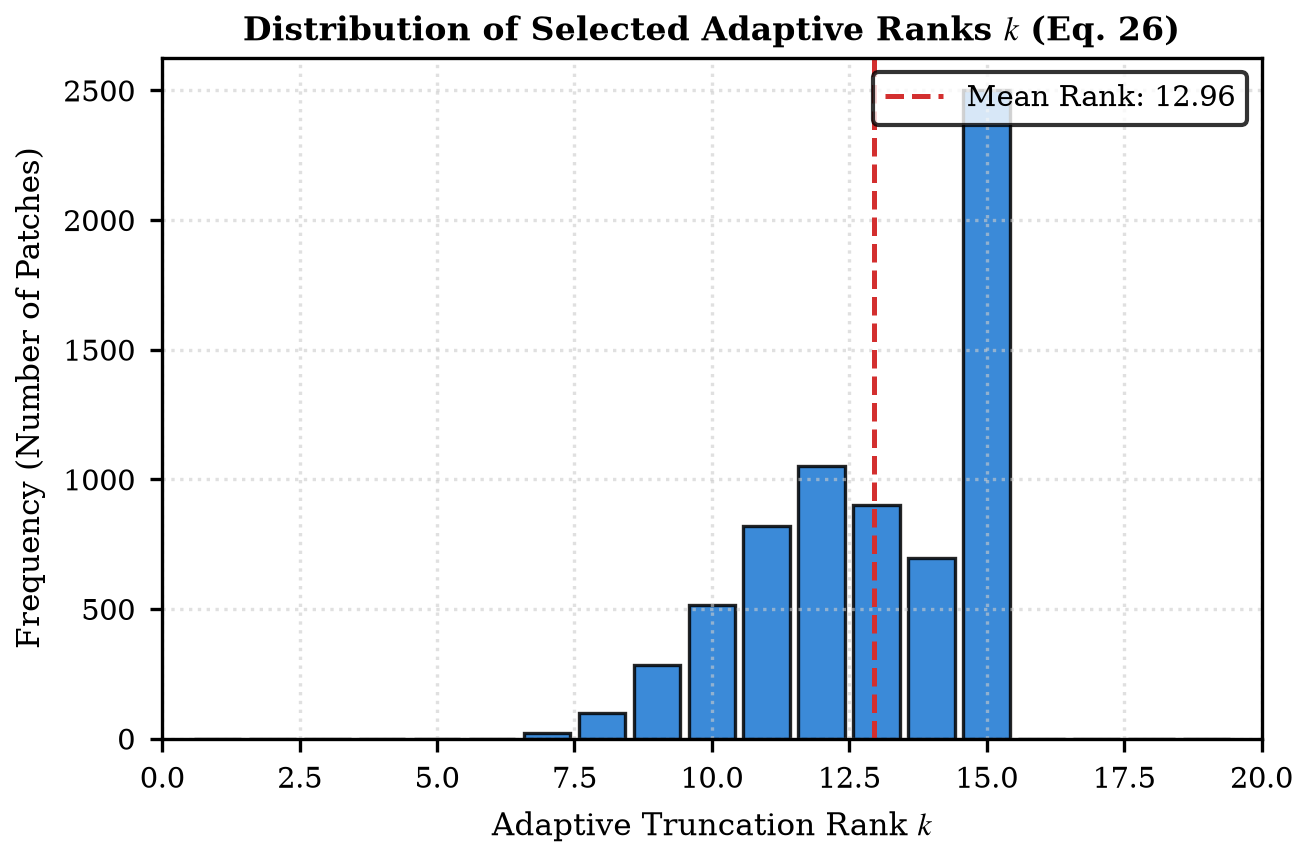 Distribution of Selected Adaptive Ranks k (Eq. 26)
Mean Rank: 12.96
Frequency (Number of Patches)
2500
2000
1500
1000
500
0
0.0 2.5 5.0 7.5 10.0 12.5 15.0 17.5 20.0
Adaptive Truncation Rank k